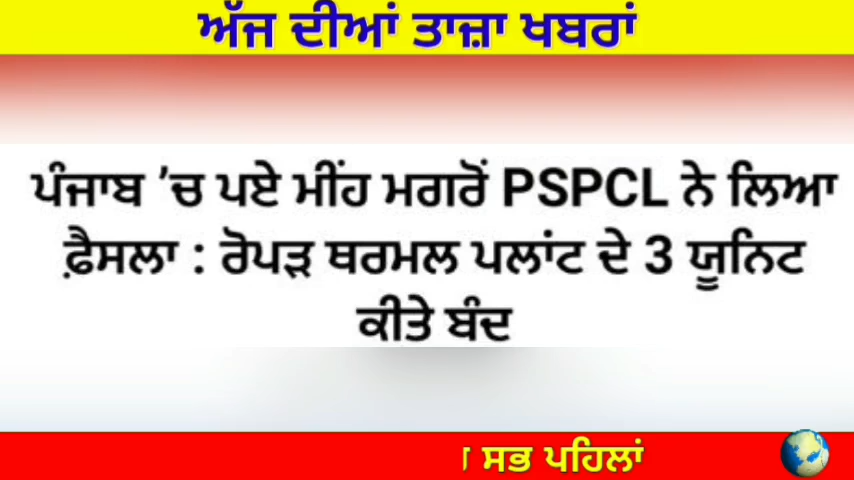 ਅੱਜ ਦੀਆਂ ਤਾਜ਼ਾ ਖਬਰਾਂ
ਪੰਜਾਬ ’ਚ ਪਏ ਮੀਂਹ ਮਗਰੋਂ PSPCL ਨੇ ਲਿਆ
ਫ਼ੈਸਲਾ : ਰੋਪੜ ਥਰਮਲ ਪਲਾਂਟ ਦੇ 3 ਯੂਨਿਟ
ਕੀਤੇ ਬੰਦ
ਸਭ ਪਹਿਲਾਂ